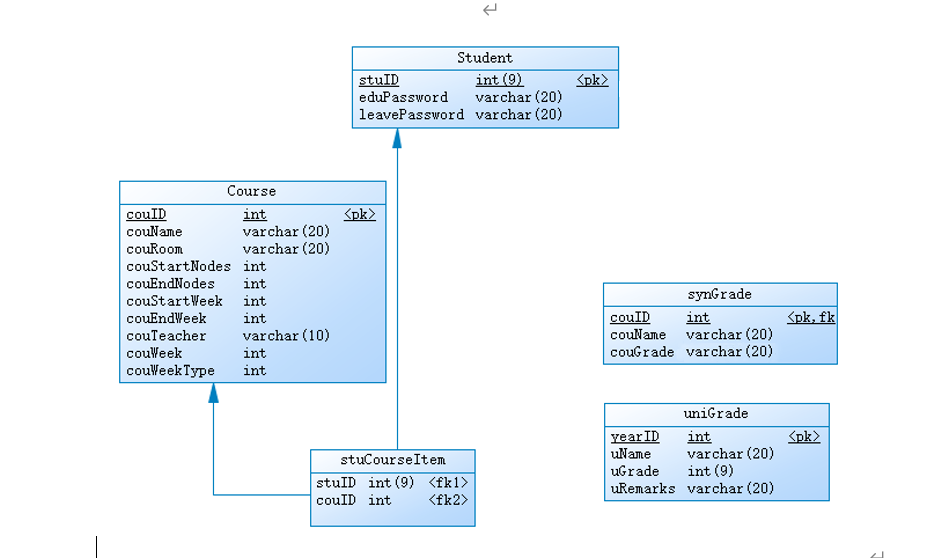 Student
stuID int(9) <pk>
eduPassword varchar(20)
leavePassword varchar(20)
Course
couID int <pk>
couName varchar(20)
couRoom varchar(20)
couStartNodes int
couEndNodes int
couStartWeek int
couEndWeek int
couTeacher varchar(10)
couWeek int
couWeekType int
synGrade
couID int <pk,fk
couName varchar(20)
couGrade varchar(20)
uniGrade
yearID int <pk>
uName varchar(20)
uGrade int(9)
uRemarks varchar(20)
stuCourseItem
stuID int(9) <fk1>
couID int <fk2>